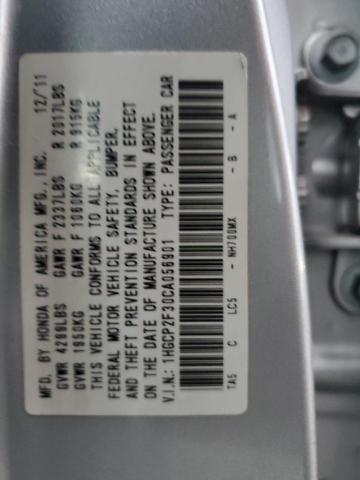 MFD. BY HONDA OF AMERICA MFG., INC. 12/11
GVWR 4299LBS GAWR F 2337LBS R 2017LBS
GVWR 1950KG GAWR F 1060KG R 915KG
THIS VEHICLE CONFORMS TO ALL APPLICABLE
FEDERAL MOTOR VEHICLE SAFETY, BUMPER,
AND THEFT PREVENTION STANDARDS IN EFFECT
ON THE DATE OF MANUFACTURE SHOWN ABOVE.
V.I.N.: 1HGCP2F30CA056901 TYPE: PASSENGER CAR
TA5 C LC5 - NH700MX - B - A